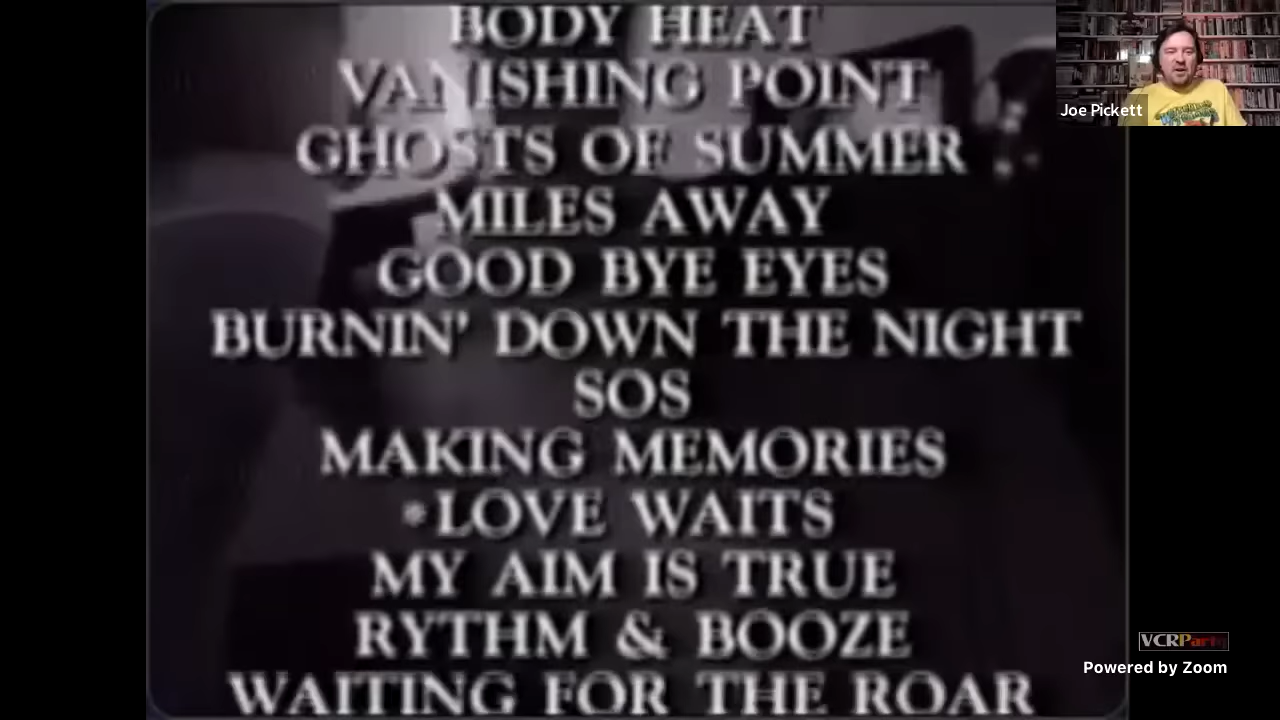 BODY HEAT
VANISHING POINT
GHOSTS OF SUMMER
MILES AWAY
GOOD BYE EYES
BURNIN' DOWN THE NIGHT
SOS
MAKING MEMORIES
*LOVE WAITS
MY AIM IS TRUE
RYTHM & BOOZE
WAITING FOR THE ROAR
Joe Pickett
VCRParty
Powered by Zoom